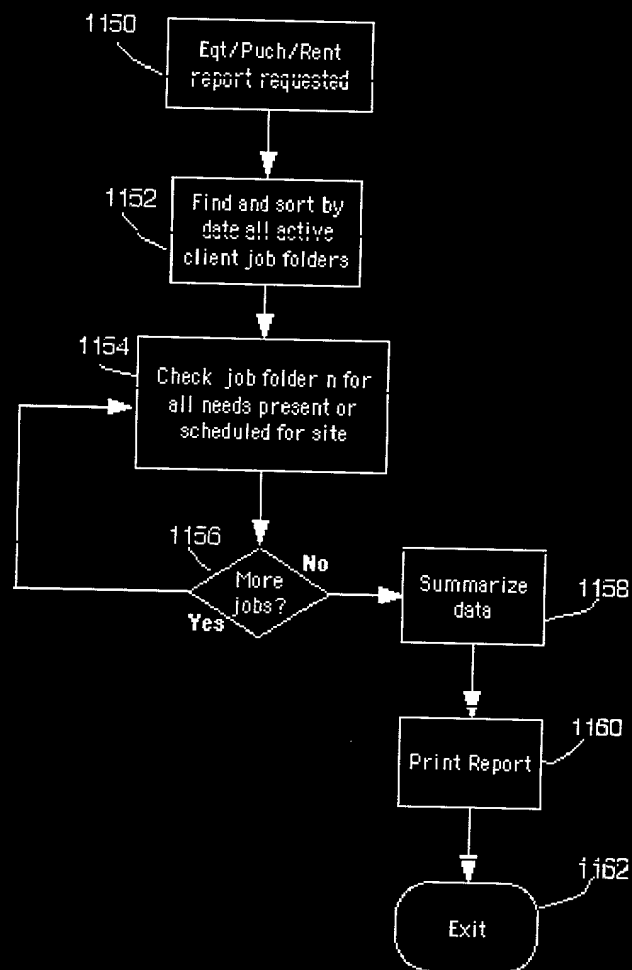 1150
Eqt/Puch/Rent
report requested
1152
Find and sort by
date all active
client job folders
1154
Check job folder n for
all needs present or
scheduled for site
1156
More
jobs?
No
Yes
Summarize
data
1158
Print Report
1160
Exit
1162